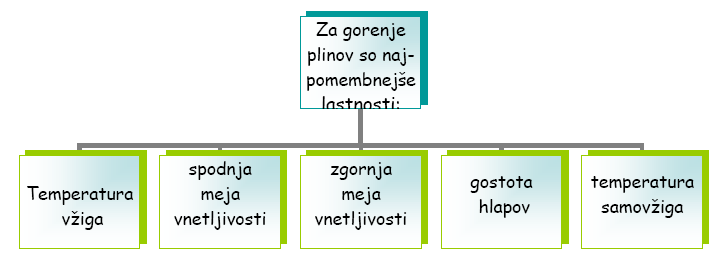 Za gorenje
plinov so naj-
pomembnejše
lastnosti:
Temperatura
vžiga
spodnja
meja
vnetljivosti
zgornja
meja
vnetljivosti
gostota
hlapov
temperatura
samovžiga